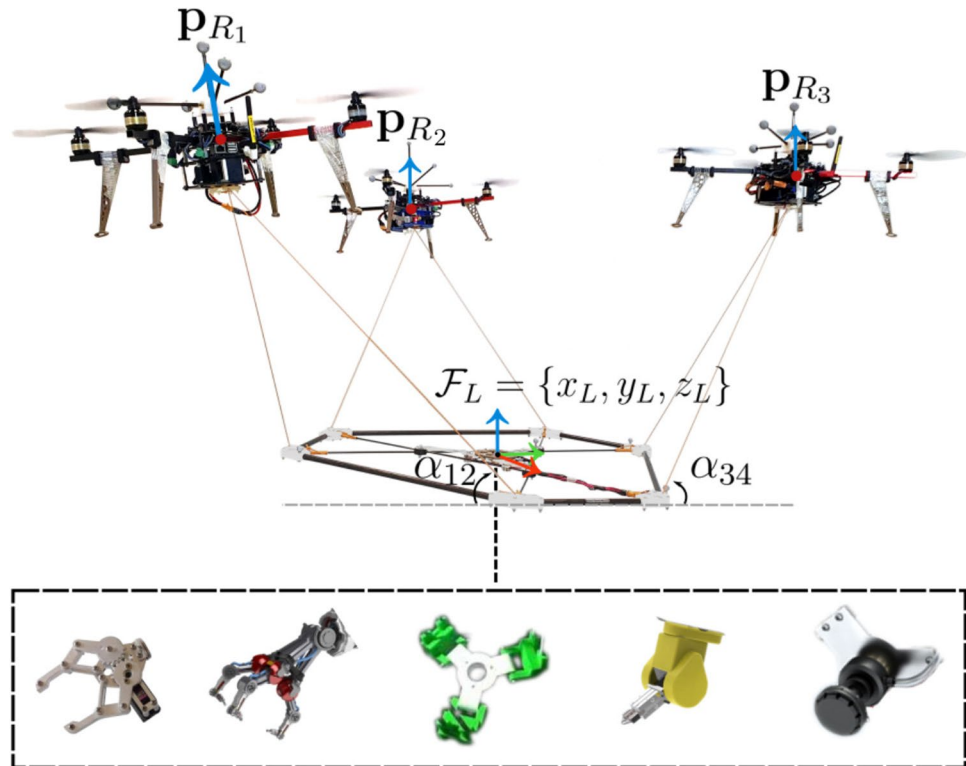 𝐩_{R_1}
𝐩_{R_2}
𝐩_{R_3}
ℱ_L = {x_L, y_L, z_L}
α_{12}
α_{34}